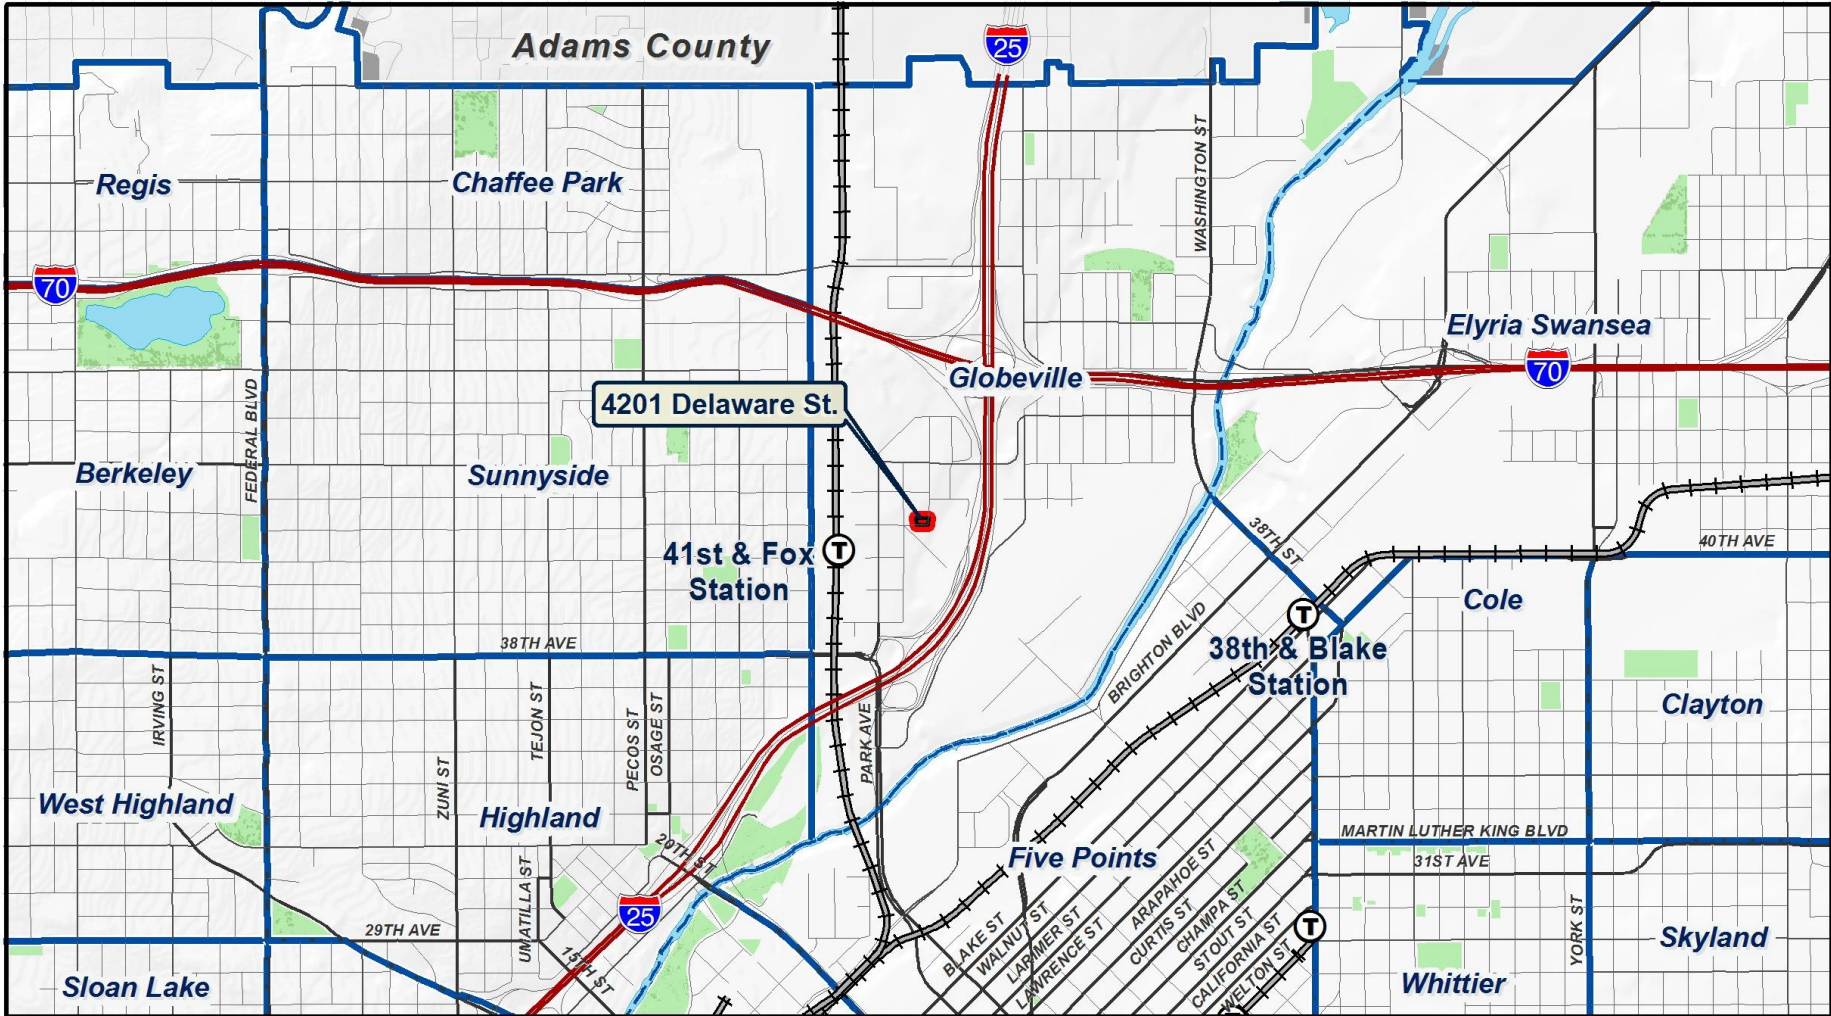 Adams County
25
WASHINGTON ST
Regis
Chaffee Park
70
Elyria Swansea
70
Globeville
4201 Delaware St.
FEDERAL BLVD
Berkeley
Sunnyside
38TH ST
40TH AVE
41st & Fox
Station
T
Cole
T
38TH AVE
38th & Blake
Station
BRIGHTON BLVD
IRVING ST
TEJON ST
PECOS ST
OSAGE ST
PARK AVE
Clayton
ZUNI ST
West Highland
Highland
MARTIN LUTHER KING BLVD
20TH ST
Five Points
31ST AVE
UMATILLA ST
25
ARAPAHOE ST
CURTIS ST
CHAMPA ST
STOUT ST
CALIFORNIA ST
WELTON ST
T
29TH AVE
BLAKE ST
WALNUT ST
LARIMER ST
LAWRENCE ST
YORK ST
Skyland
15TH ST
Sloan Lake
Whittier